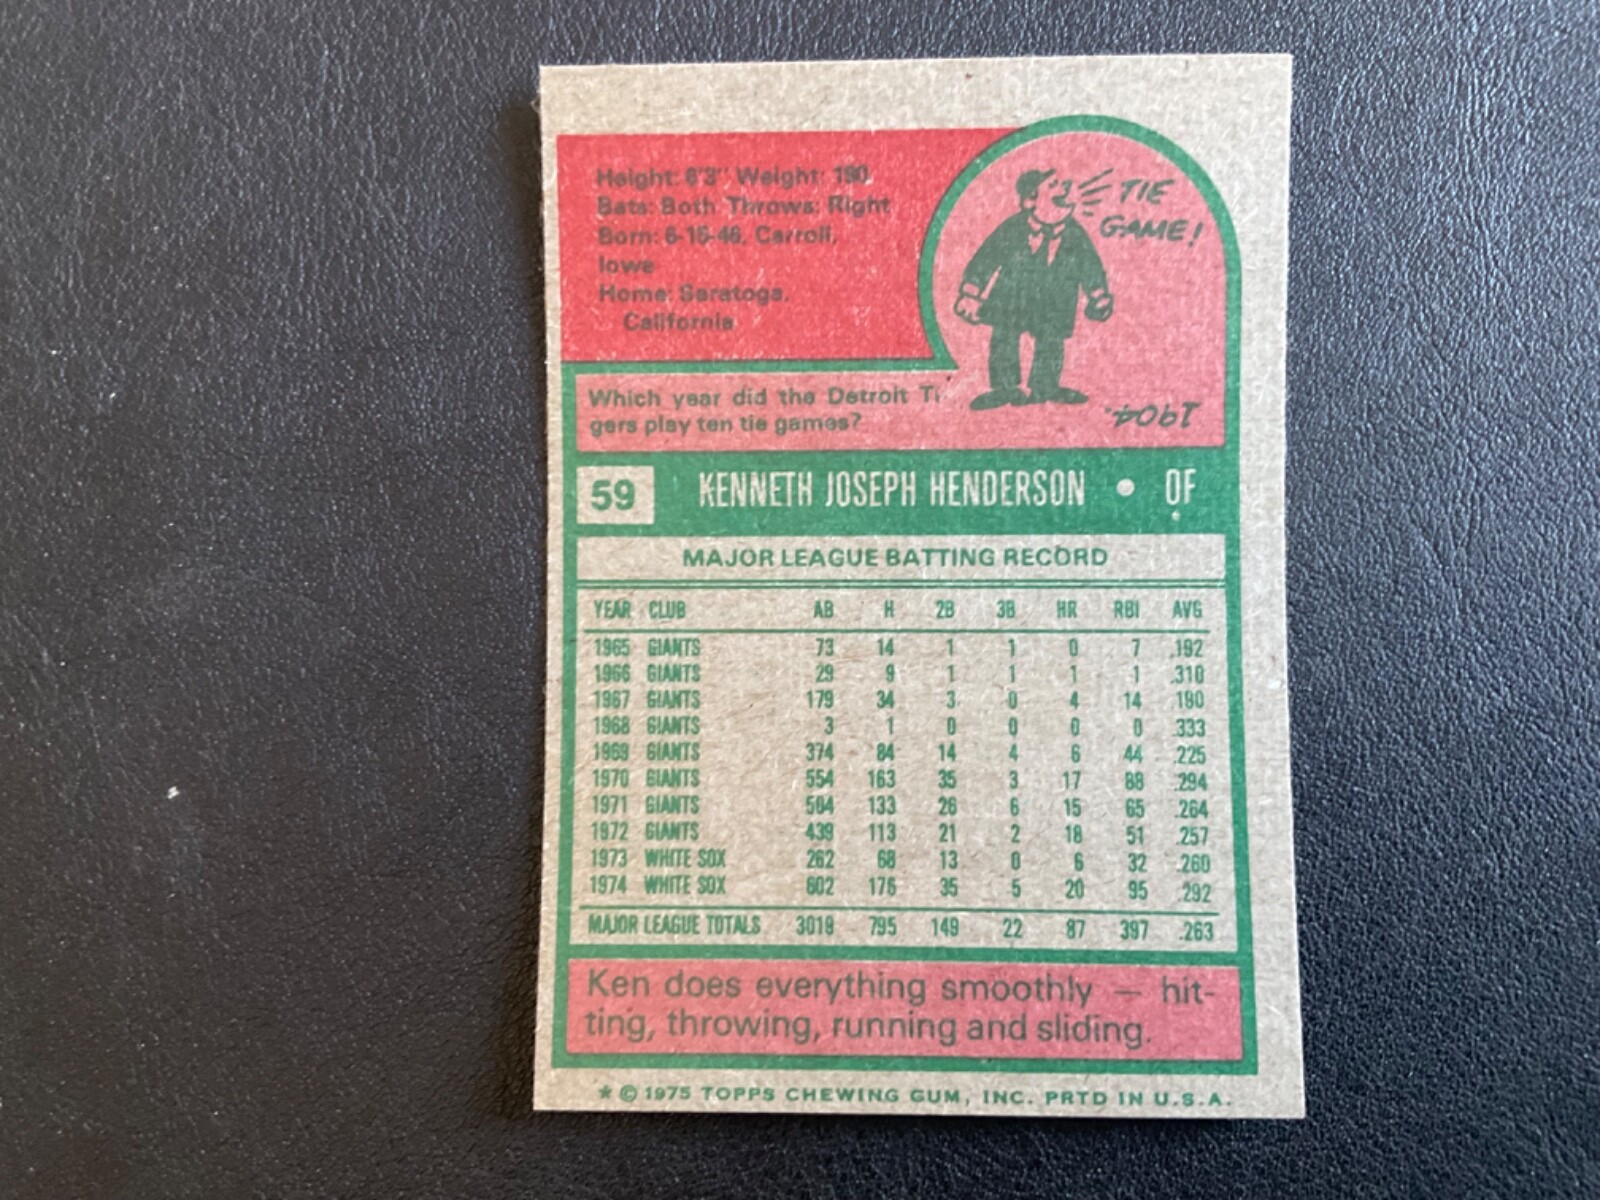 Height: 6'3" Weight: 190
Bats: Both Throws: Right
Born: 6-15-46, Carroll,
Iowa
Home: Saratoga,
California
TIE
GAME!
Which year did the Detroit Ti
gers play ten tie games?
1904.
59 KENNETH JOSEPH HENDERSON • OF
MAJOR LEAGUE BATTING RECORD
YEAR CLUB AB H 2B 3B HR RBI AVG
1965 GIANTS 73 14 1 1 0 7 .192
1966 GIANTS 29 9 1 1 1 1 .310
1967 GIANTS 179 34 3 0 4 14 .190
1968 GIANTS 3 1 0 0 0 0 .333
1969 GIANTS 374 84 14 4 6 44 .225
1970 GIANTS 554 163 35 3 17 88 .294
1971 GIANTS 504 133 26 6 15 65 .264
1972 GIANTS 439 113 21 2 18 51 .257
1973 WHITE SOX 262 68 13 0 6 32 .260
1974 WHITE SOX 602 176 35 5 20 95 .292
MAJOR LEAGUE TOTALS 3019 795 149 22 87 397 .263
Ken does everything smoothly — hit-
ting, throwing, running and sliding.
* © 1975 TOPPS CHEWING GUM, INC. PRTD IN U.S.A.